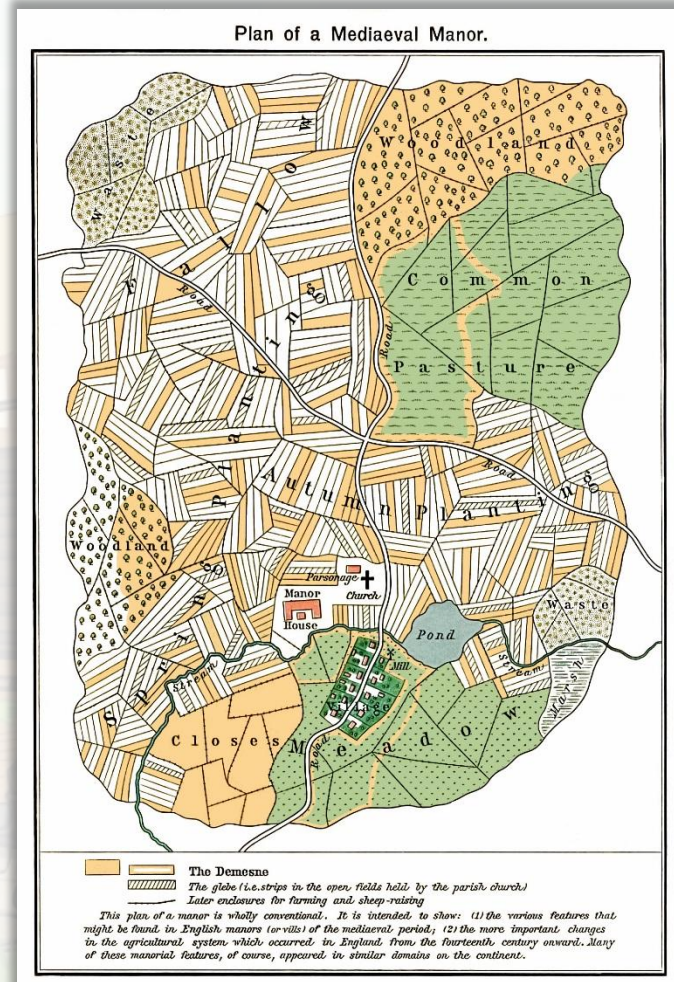 Plan of a Mediaeval Manor.
Waste
Woodland
Fallow
Common
Road
Road
Pasture
Spring Planting
Autumn Planting
Road
Woodland
Parsonage
Church
Manor
House
Waste
Pond
Mill
Stream
Stream
Marsh
Village
Closes
Meadow
Road
The Demesne
The glebe (i.e. strips in the open fields held by the parish church)
Later enclosures for farming and sheep-raising
This plan of a manor is wholly conventional. It is intended to show: (1) the various features that
might be found in English manors (or vills) of the mediaeval period; (2) the more important changes
in the agricultural system which occurred in England from the fourteenth century onward. Many
of these manorial features, of course, appeared in similar domains on the continent.